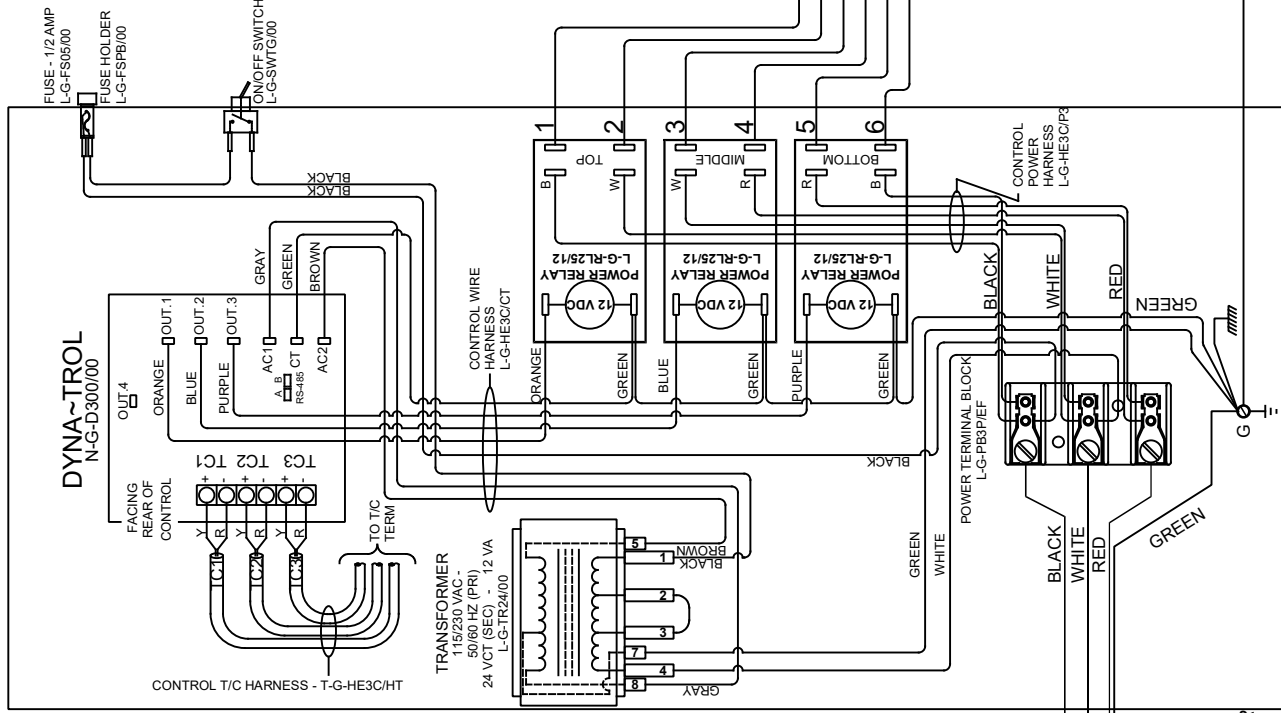 FUSE - 1/2 AMP
L-G-FS05/00
FUSE HOLDER
L-G-FSPB/00
ON/OFF SWITCH
L-G-SWTG/00
BLACK
BLACK
DYNA~TROL
N-G-D300/00
OUT.4
OUT.1
OUT.2
OUT.3
ORANGE
BLUE
PURPLE
AC1
CT
AC2
A B
RS-485
GRAY
GREEN
BROWN
FACING
REAR OF
CONTROL
TC1
TC2
TC3
+ - + - + -
Y R Y R Y R
TC1
TC2
TC3
TO T/C
TERM
CONTROL T/C HARNESS - T-G-HE3C/HT
CONTROL WIRE
HARNESS
L-G-HE3C/CT
1 2 3 4 5 6
TOP
MIDDLE
BOTTOM
B W W R R B
POWER RELAY
L-G-RL25/12
12 VDC
POWER RELAY
L-G-RL25/12
12 VDC
POWER RELAY
L-G-RL25/12
12 VDC
ORANGE
GREEN
BLUE
GREEN
PURPLE
GREEN
CONTROL
POWER
HARNESS
L-G-HE3C/P3
BLACK
WHITE
RED
GREEN
BLACK
POWER TERMINAL BLOCK
L-G-PB3P/EF
G
GREEN
WHITE
BLACK
WHITE
RED
GREEN
TRANSFORMER
115/230 VAC -
50/60 HZ (PRI)
24 VCT (SEC) - 12 VA
L-G-TR24/00
5
BROWN
1
BLACK
2
3
7
4
8
GRAY